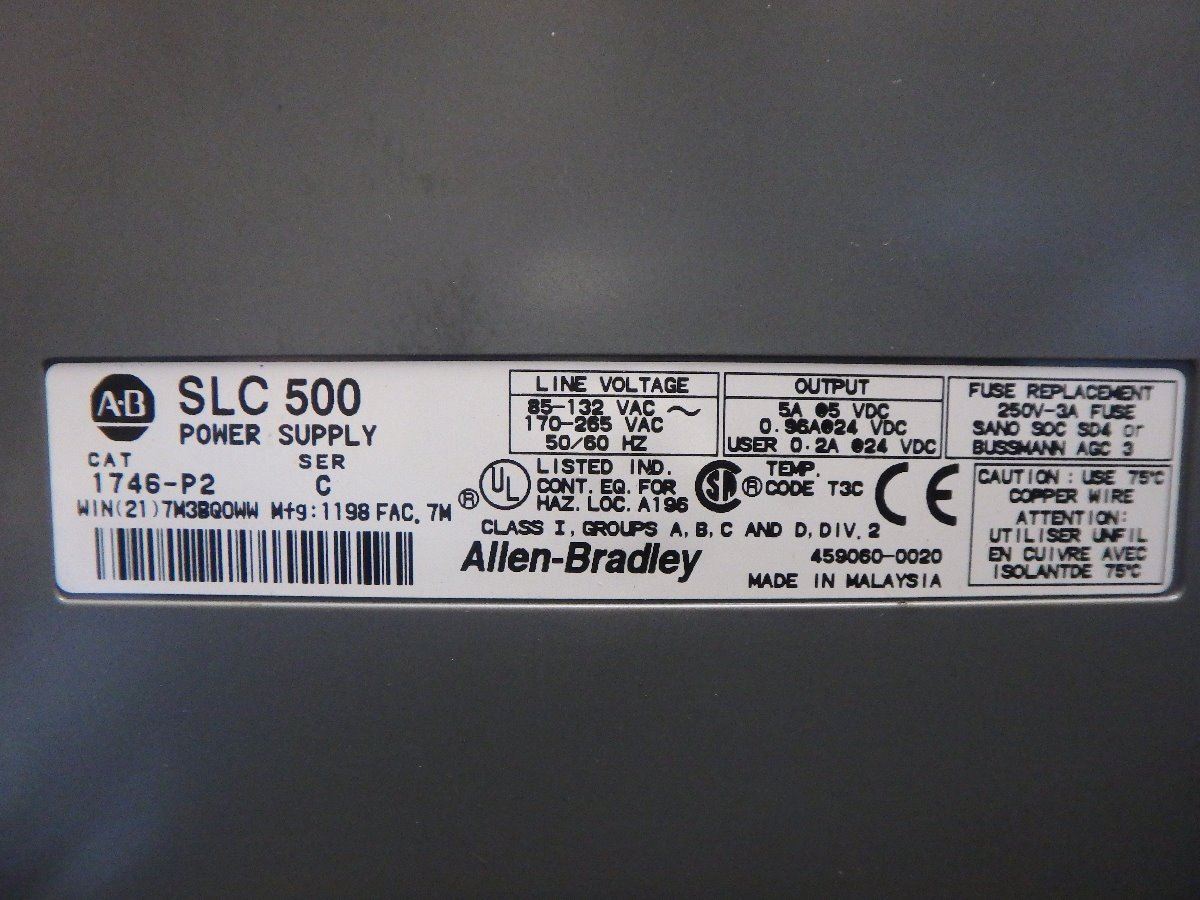 A-B
SLC 500
POWER SUPPLY
CAT SER
1746-P2 C
WIN(21)7M3BQ0WW Mfg:1198 FAC. 7M
LINE VOLTAGE
85-132 VAC ~
170-265 VAC
50/60 HZ
OUTPUT
5A @5 VDC
0.96A@24 VDC
USER 0.2A @24 VDC
FUSE REPLACEMENT
250V-3A FUSE
SANO SOC SD4 or
BUSSMANN AGC 3
® UL LISTED IND.
CONT. EQ. FOR
HAZ. LOC. A196
SA ® TEMP.
CODE T3C
CE
CLASS I, GROUPS A, B, C AND D, DIV. 2
Allen-Bradley
459060-0020
MADE IN MALAYSIA
CAUTION : USE 75°C
COPPER WIRE
ATTENTION:
UTILISER UNFIL
EN CUIVRE AVEC
ISOLANTDE 75°C